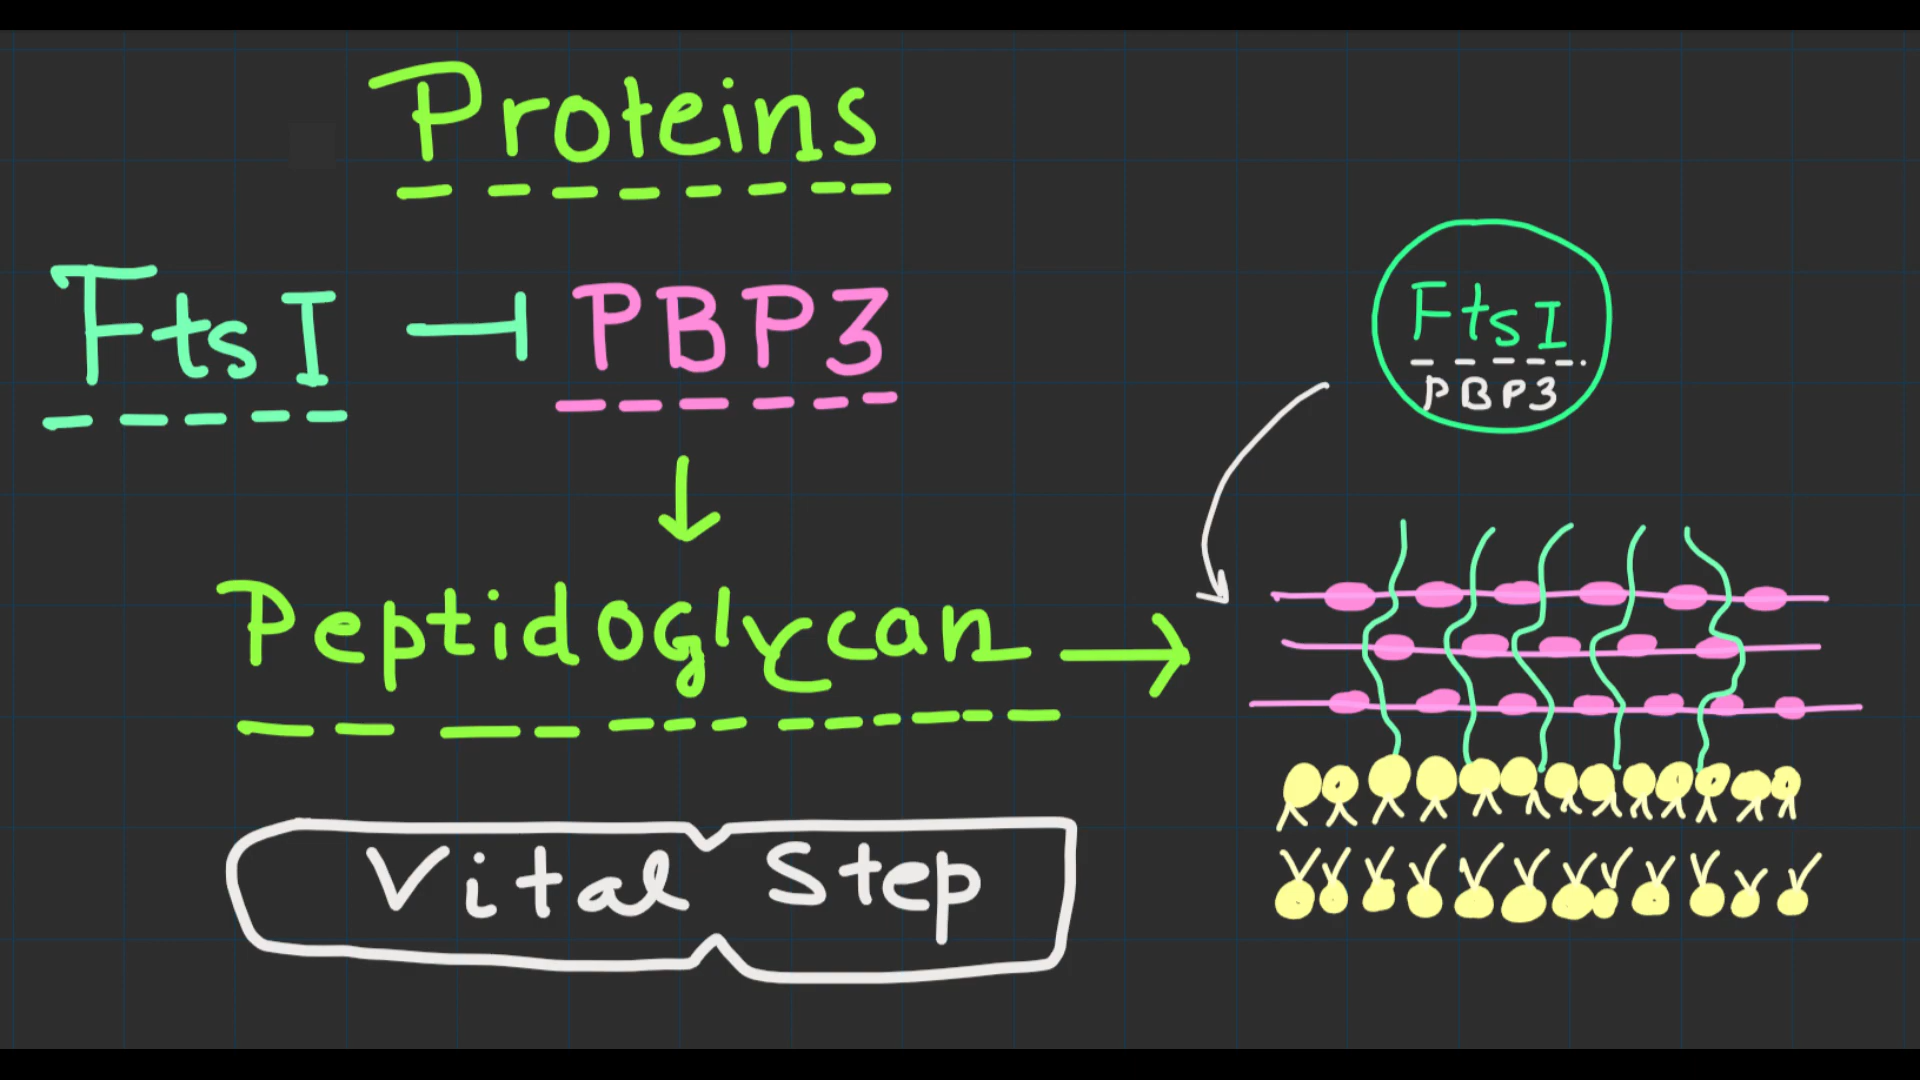 Proteins
FtsI ⊣ PBP3
↓
Peptidoglycan →
Vital Step
FtsI
PBP3